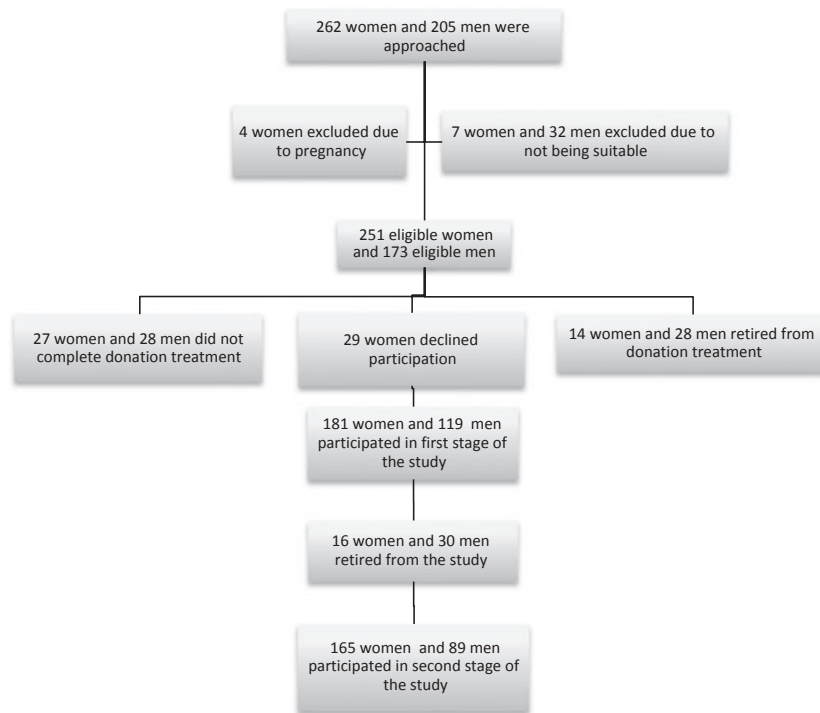 262 women and 205 men were
approached
4 women excluded due
to pregnancy
7 women and 32 men excluded due to
not being suitable
251 eligible women
and 173 eligible men
27 women and 28 men did not
complete donation treatment
29 women declined
participation
14 women and 28 men retired from
donation treatment
181 women and 119 men
participated in first stage of
the study
16 women and 30 men
retired from the study
165 women and 89 men
participated in second stage of
the study